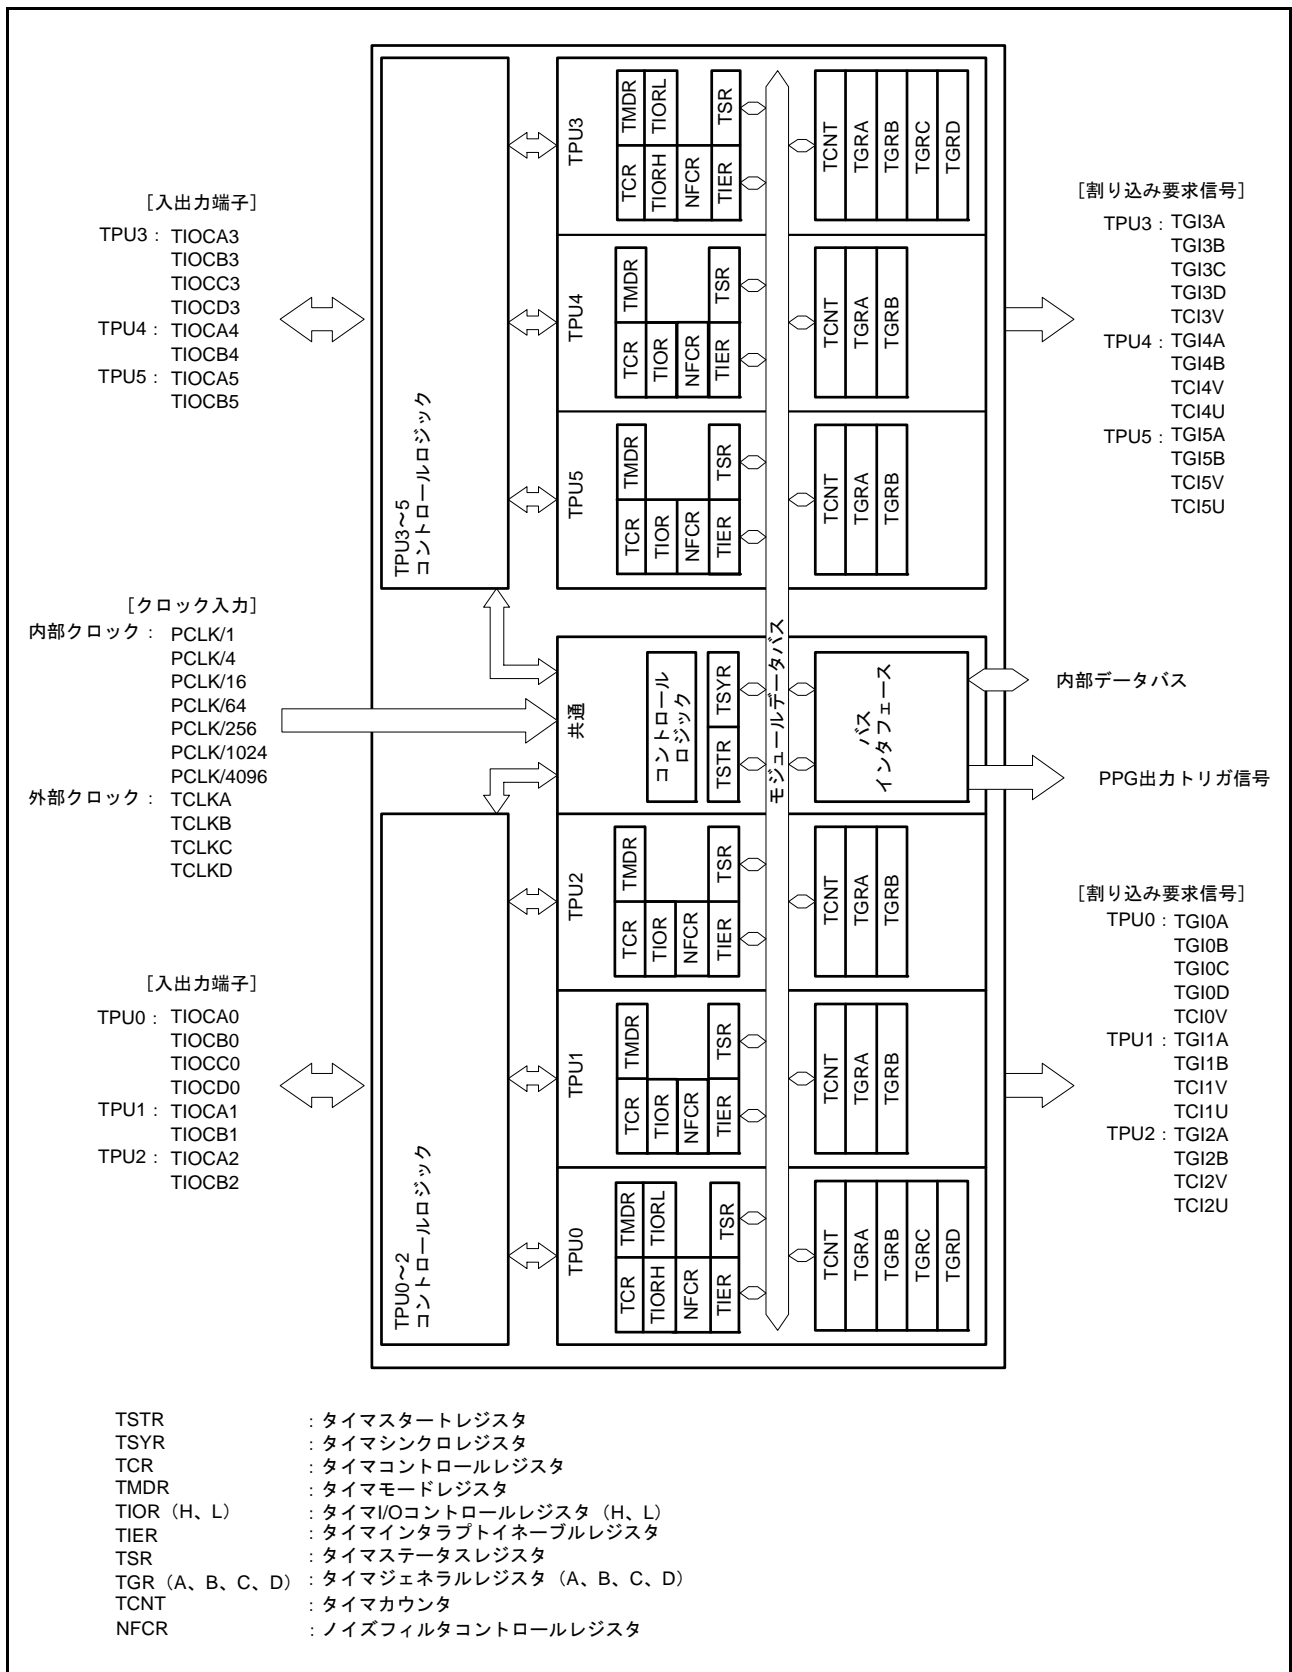 [入出力端子]
TPU3 : TIOCA3
TIOCB3
TIOCC3
TIOCD3
TPU4 : TIOCA4
TIOCB4
TPU5 : TIOCA5
TIOCB5
[クロック入力]
内部クロック : PCLK/1
PCLK/4
PCLK/16
PCLK/64
PCLK/256
PCLK/1024
PCLK/4096
外部クロック : TCLKA
TCLKB
TCLKC
TCLKD
[入出力端子]
TPU0 : TIOCA0
TIOCB0
TIOCC0
TIOCD0
TPU1 : TIOCA1
TIOCB1
TPU2 : TIOCA2
TIOCB2
TPU3~5
コントロールロジック
TPU0~2
コントロールロジック
TPU3
TMDR
TIORL
TSR
TCR
TIORH
NFCR
TIER
TCNT
TGRA
TGRB
TGRC
TGRD
TPU4
TMDR
TSR
TCR
TIOR
NFCR
TIER
TCNT
TGRA
TGRB
TPU5
TMDR
TSR
TCR
TIOR
NFCR
TIER
TCNT
TGRA
TGRB
共通
コントロール
ロジック
TSYR
TSTR
モジュールデータバス
バス
インタフェース
TPU2
TMDR
TSR
TCR
TIOR
NFCR
TIER
TCNT
TGRA
TGRB
TPU1
TMDR
TSR
TCR
TIOR
NFCR
TIER
TCNT
TGRA
TGRB
TPU0
TMDR
TIORL
TSR
TCR
TIORH
NFCR
TIER
TCNT
TGRA
TGRB
TGRC
TGRD
[割り込み要求信号]
TPU3 : TGI3A
TGI3B
TGI3C
TGI3D
TCI3V
TPU4 : TGI4A
TGI4B
TCI4V
TCI4U
TPU5 : TGI5A
TGI5B
TCI5V
TCI5U
内部データバス
PPG出力トリガ信号
[割り込み要求信号]
TPU0 : TGI0A
TGI0B
TGI0C
TGI0D
TCI0V
TPU1 : TGI1A
TGI1B
TCI1V
TCI1U
TPU2 : TGI2A
TGI2B
TCI2V
TCI2U
TSTR : タイマスタートレジスタ
TSYR : タイマシンクロレジスタ
TCR : タイマコントロールレジスタ
TMDR : タイマモードレジスタ
TIOR（H、L） : タイマI/Oコントロールレジスタ（H、L）
TIER : タイマインタラプトイネーブルレジスタ
TSR : タイマステータスレジスタ
TGR（A、B、C、D） : タイマジェネラルレジスタ（A、B、C、D）
TCNT : タイマカウンタ
NFCR : ノイズフィルタコントロールレジスタ